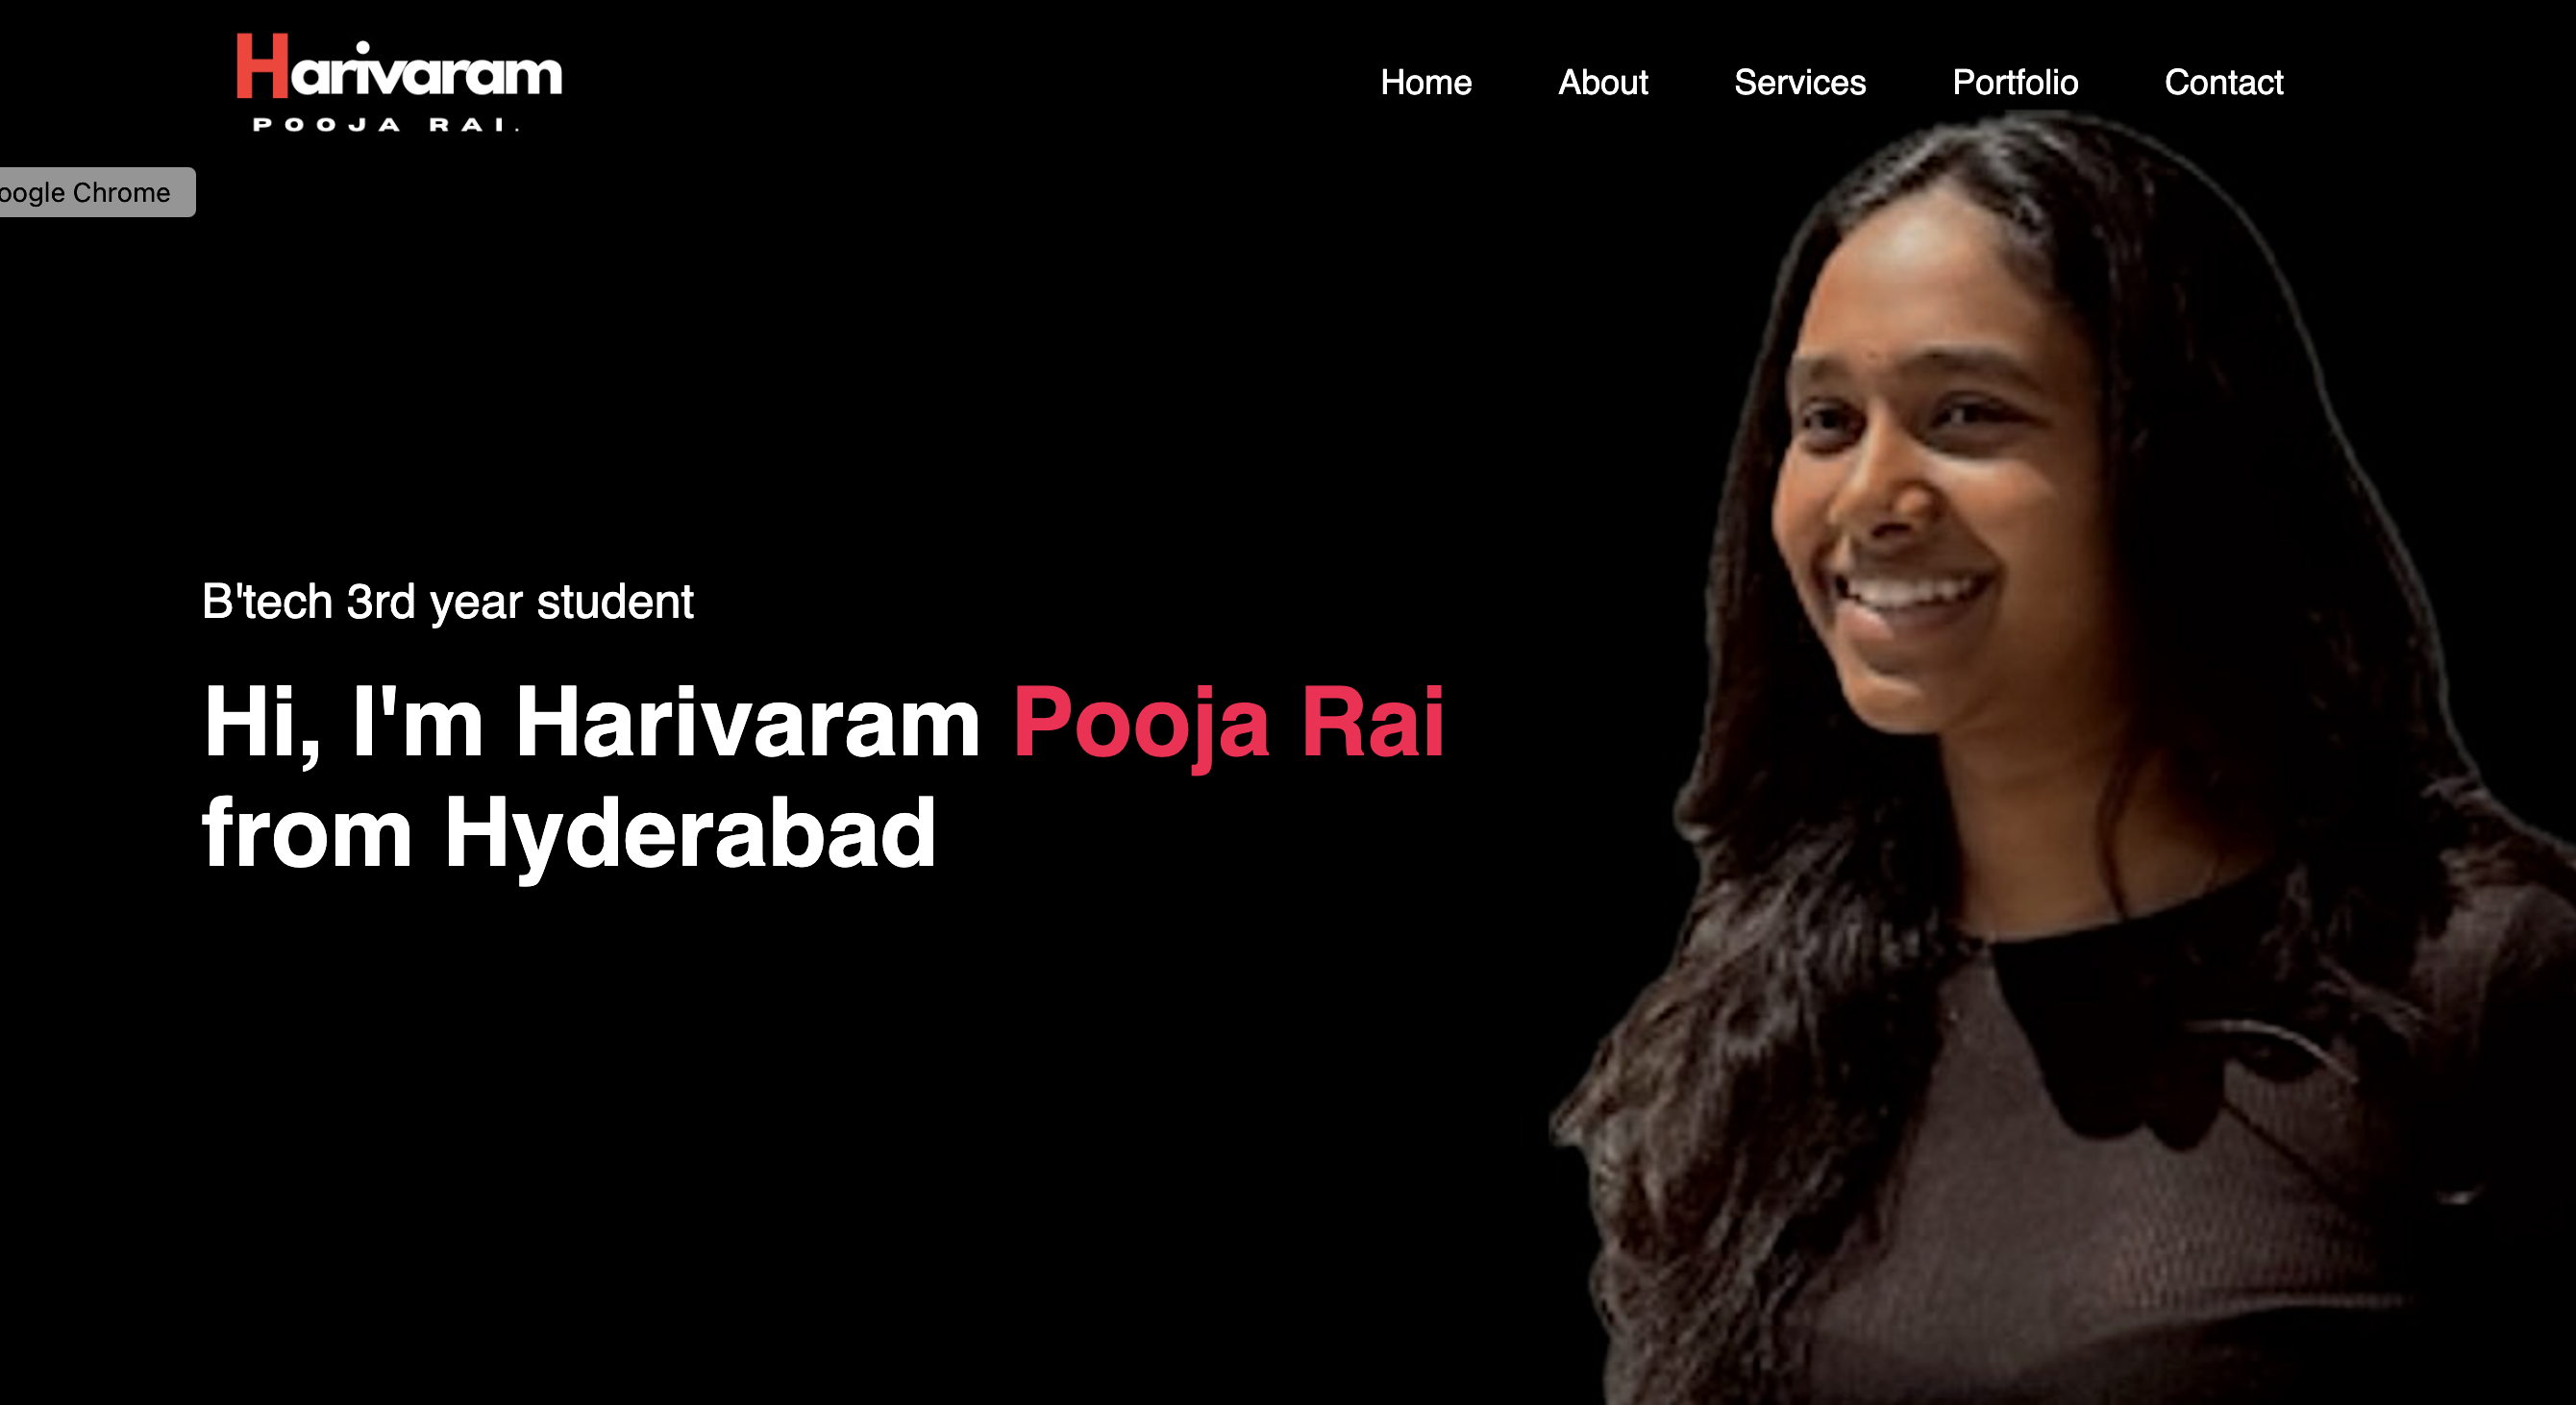 Harivaram
POOJA RAI.
Home About Services Portfolio Contact
oogle Chrome
B'tech 3rd year student
Hi, I'm Harivaram Pooja Rai
from Hyderabad